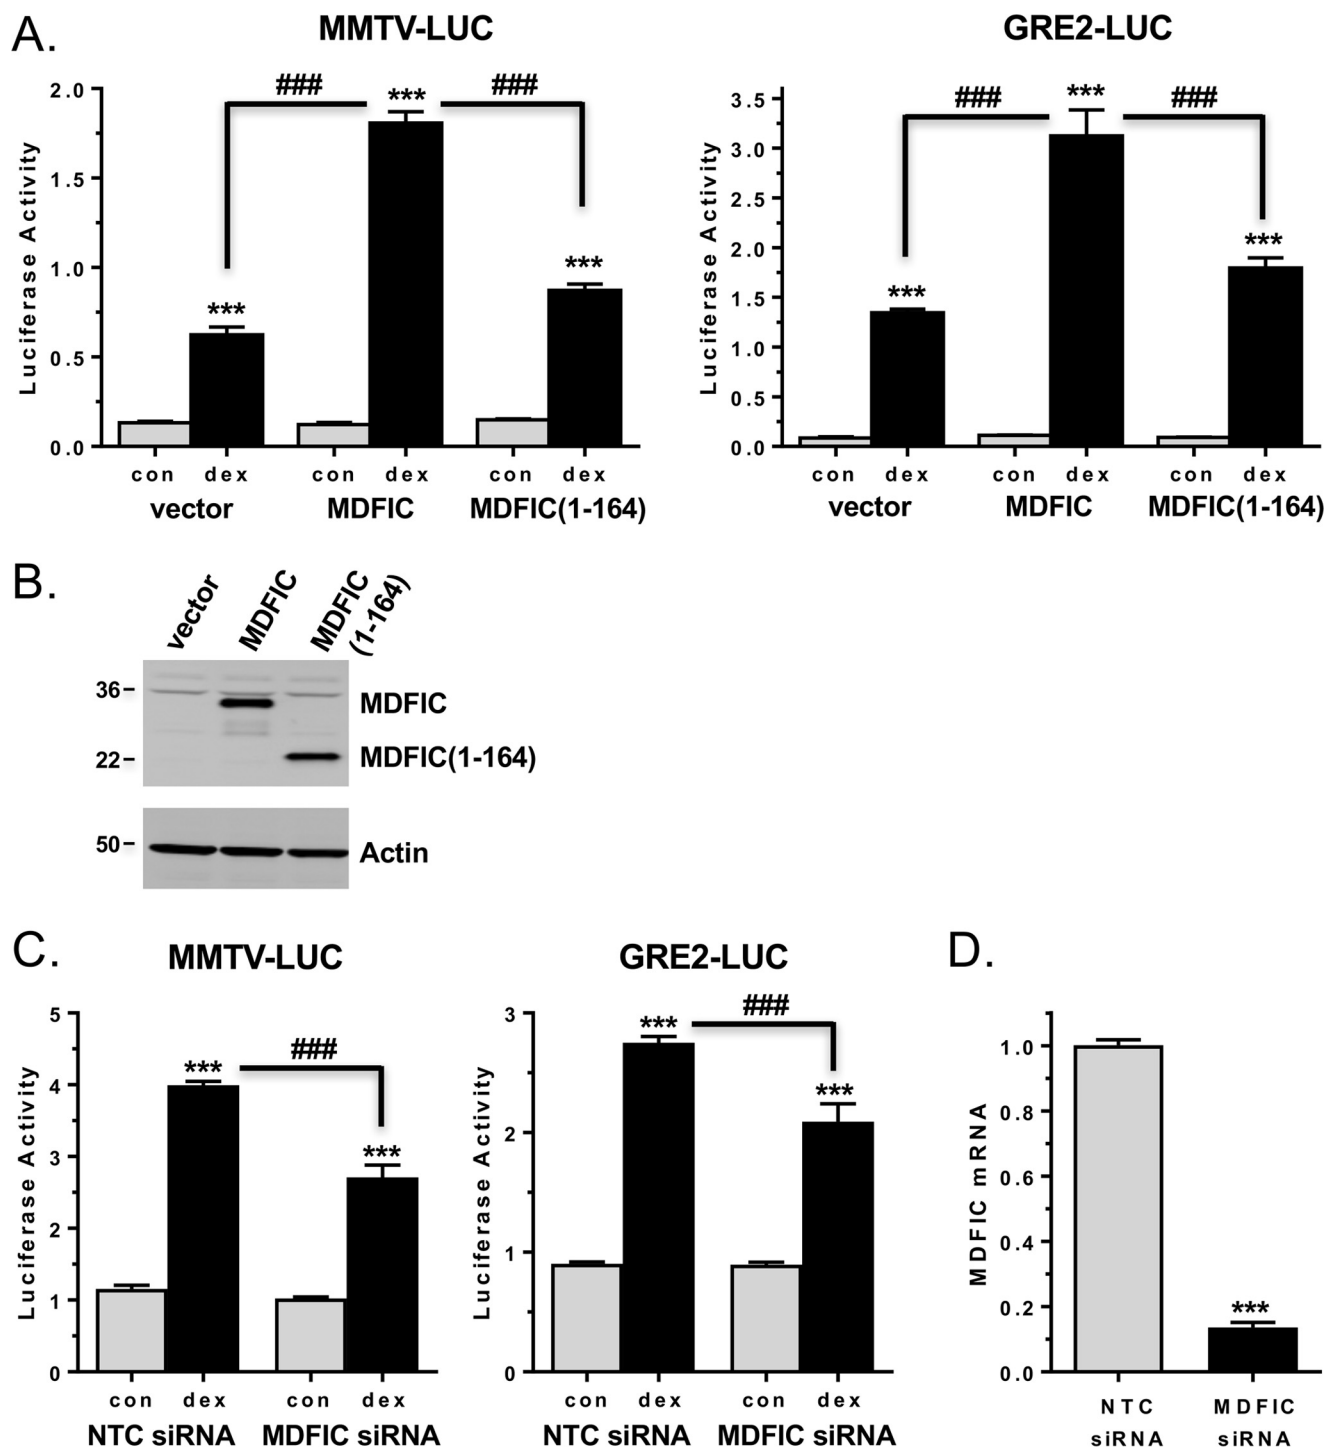 A.
MMTV-LUC
GRE2-LUC
Luciferase Activity
2.0
1.5
1.0
0.5
0.0
***
###
***
###
***
con dex con dex con dex
vector MDFIC MDFIC(1-164)
Luciferase Activity
3.5
3.0
2.5
2.0
1.5
1.0
0.5
0.0
***
###
***
###
***
con dex con dex con dex
vector MDFIC MDFIC(1-164)
B.
vector
MDFIC
MDFIC
(1-164)
36
22
MDFIC
MDFIC(1-164)
50
Actin
C.
MMTV-LUC
Luciferase Activity
5
4
3
2
1
0
***
###
***
con dex con dex
NTC siRNA MDFIC siRNA
GRE2-LUC
Luciferase Activity
3
2
1
0
***
###
***
con dex con dex
NTC siRNA MDFIC siRNA
D.
MDFIC mRNA
1.0
0.8
0.6
0.4
0.2
0.0
***
NTC
siRNA
MDFIC
siRNA